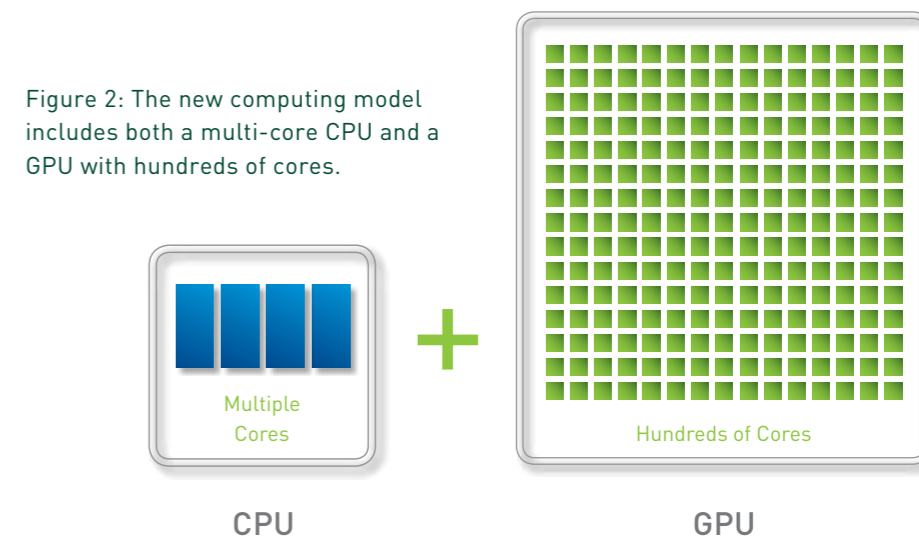 Figure 2: The new computing model
includes both a multi-core CPU and a
GPU with hundreds of cores.
Multiple
Cores
+
Hundreds of Cores
CPU
GPU